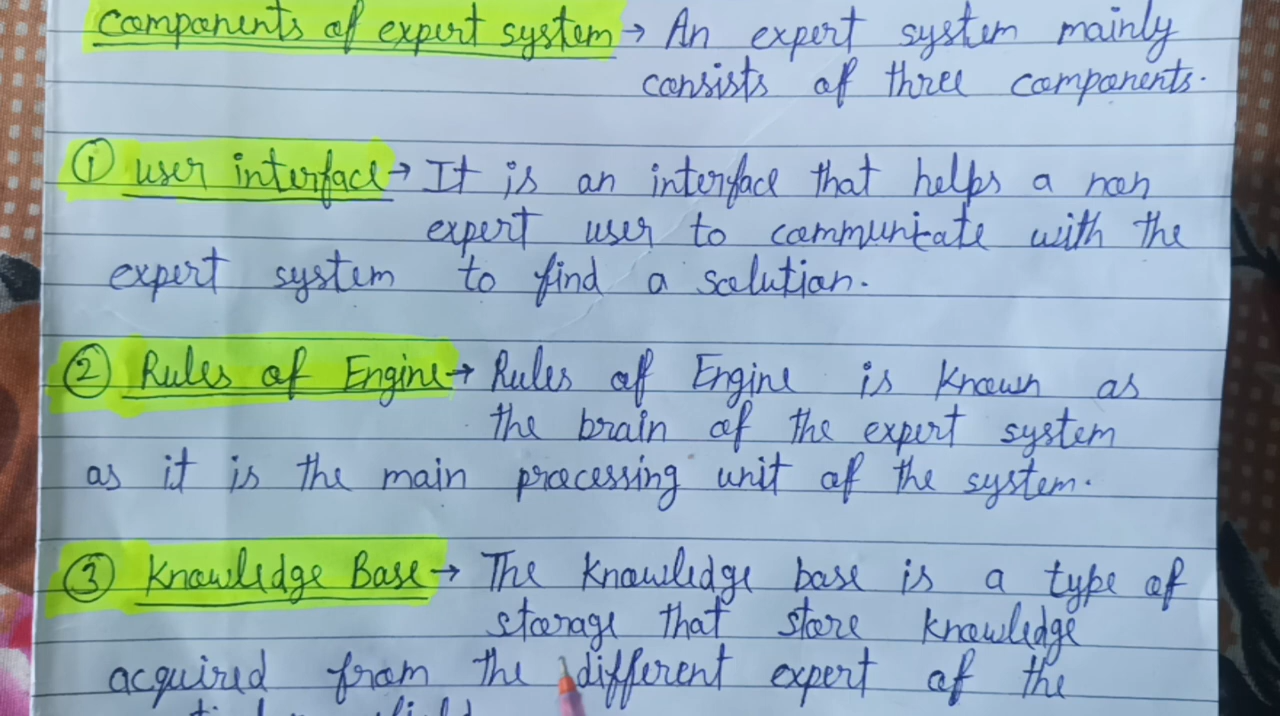 Components of expert system → An expert system mainly
consists of three components.
① user interface → It is an interface that helps a non
expert user to communicate with the
expert system to find a solution.
② Rules of Engine → Rules of Engine is known as
the brain of the expert system
as it is the main processing unit of the system.
③ Knowledge Base → The knowledge base is a type of
storage that store knowledge
acquired from the different expert of the